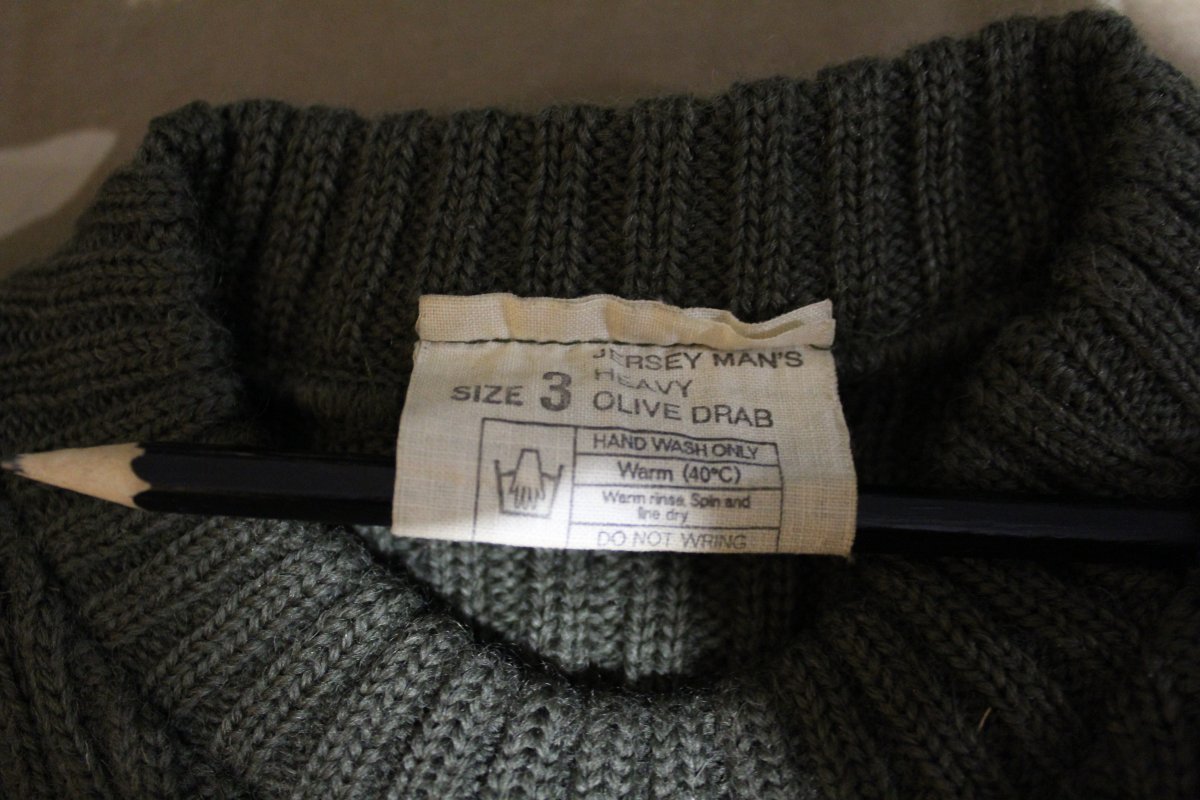 JERSEY MAN'S
HEAVY
SIZE 3 OLIVE DRAB
HAND WASH ONLY
Warm (40°C)
Warm rinse. Spin and
line dry
DO NOT WRING